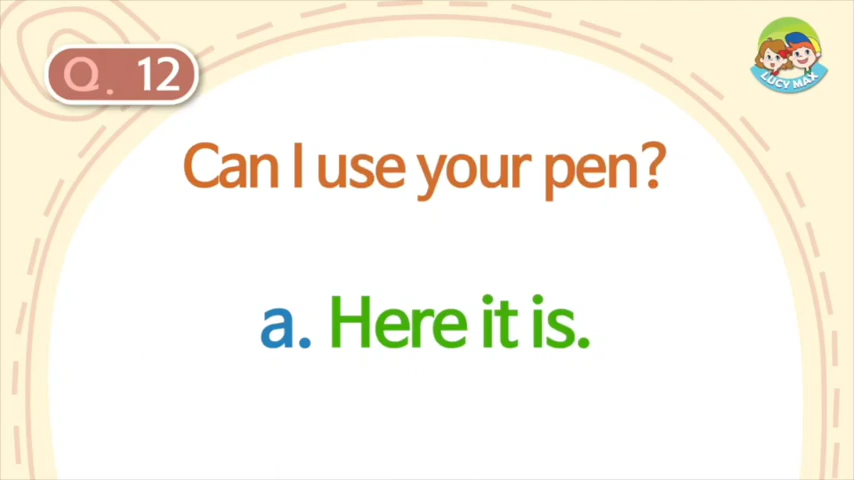 Q. 12
LUCY MAX
Can I use your pen?
a. Here it is.